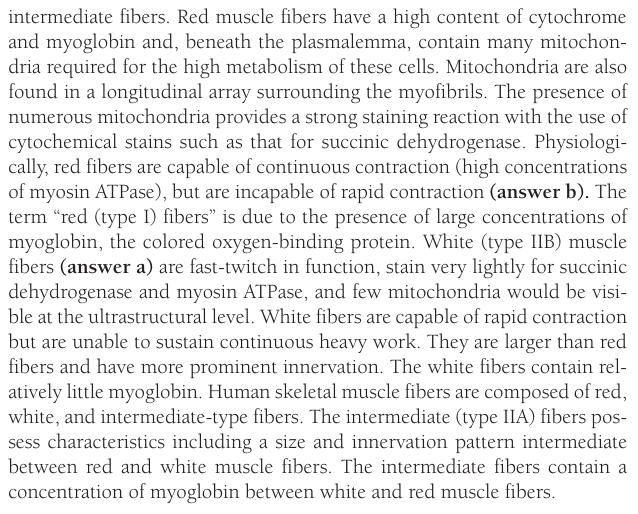 intermediate fibers. Red muscle fibers have a high content of cytochrome
and myoglobin and, beneath the plasmalemma, contain many mitochon-
dria required for the high metabolism of these cells. Mitochondria are also
found in a longitudinal array surrounding the myofibrils. The presence of
numerous mitochondria provides a strong staining reaction with the use of
cytochemical stains such as that for succinic dehydrogenase. Physiologi-
cally, red fibers are capable of continuous contraction (high concentrations
of myosin ATPase), but are incapable of rapid contraction (answer b). The
term “red (type I) fibers” is due to the presence of large concentrations of
myoglobin, the colored oxygen-binding protein. White (type IIB) muscle
fibers (answer a) are fast-twitch in function, stain very lightly for succinic
dehydrogenase and myosin ATPase, and few mitochondria would be visi-
ble at the ultrastructural level. White fibers are capable of rapid contraction
but are unable to sustain continuous heavy work. They are larger than red
fibers and have more prominent innervation. The white fibers contain rel-
atively little myoglobin. Human skeletal muscle fibers are composed of red,
white, and intermediate-type fibers. The intermediate (type IIA) fibers pos-
sess characteristics including a size and innervation pattern intermediate
between red and white muscle fibers. The intermediate fibers contain a
concentration of myoglobin between white and red muscle fibers.